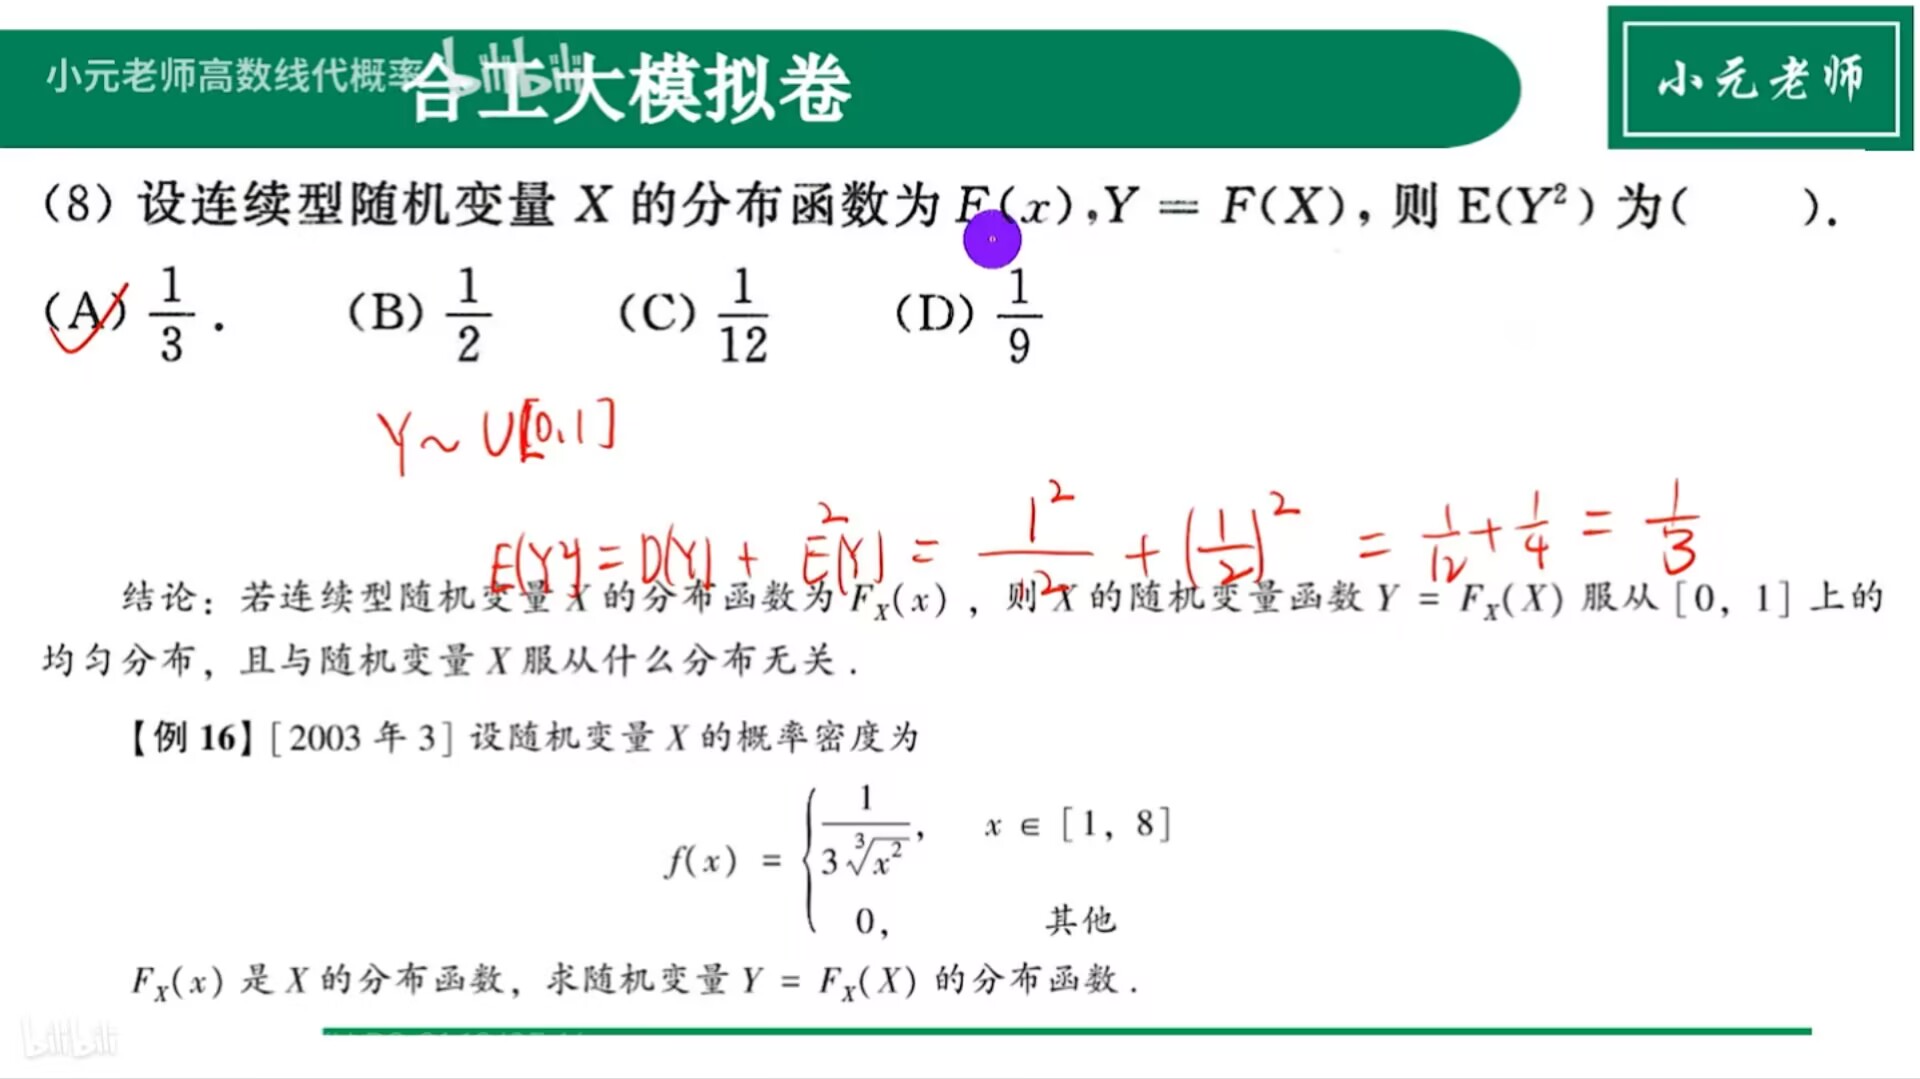 小元老师高数线代概率
合工大模拟卷
小元老师
(8) 设连续型随机变量 X 的分布函数为 F(x), Y = F(X), 则 E(Y²) 为(    ).
(A) 1/3 .    (B) 1/2    (C) 1/12    (D) 1/9
Y ~ U[0,1]
E(Y²) = D(Y) + E²(Y) = 1²/12 + (1/2)² = 1/12 + 1/4 = 1/3
结论：若连续型随机变量 X 的分布函数为 F_X(x) ，则 X 的随机变量函数 Y = F_X(X) 服从 [0, 1] 上的
均匀分布，且与随机变量 X 服从什么分布无关 .
【例 16】[2003 年 3] 设随机变量 X 的概率密度为
f(x) = { 1/(3∛x²), x ∈ [1, 8]
0, 其他
F_X(x) 是 X 的分布函数，求随机变量 Y = F_X(X) 的分布函数 .
bilibili